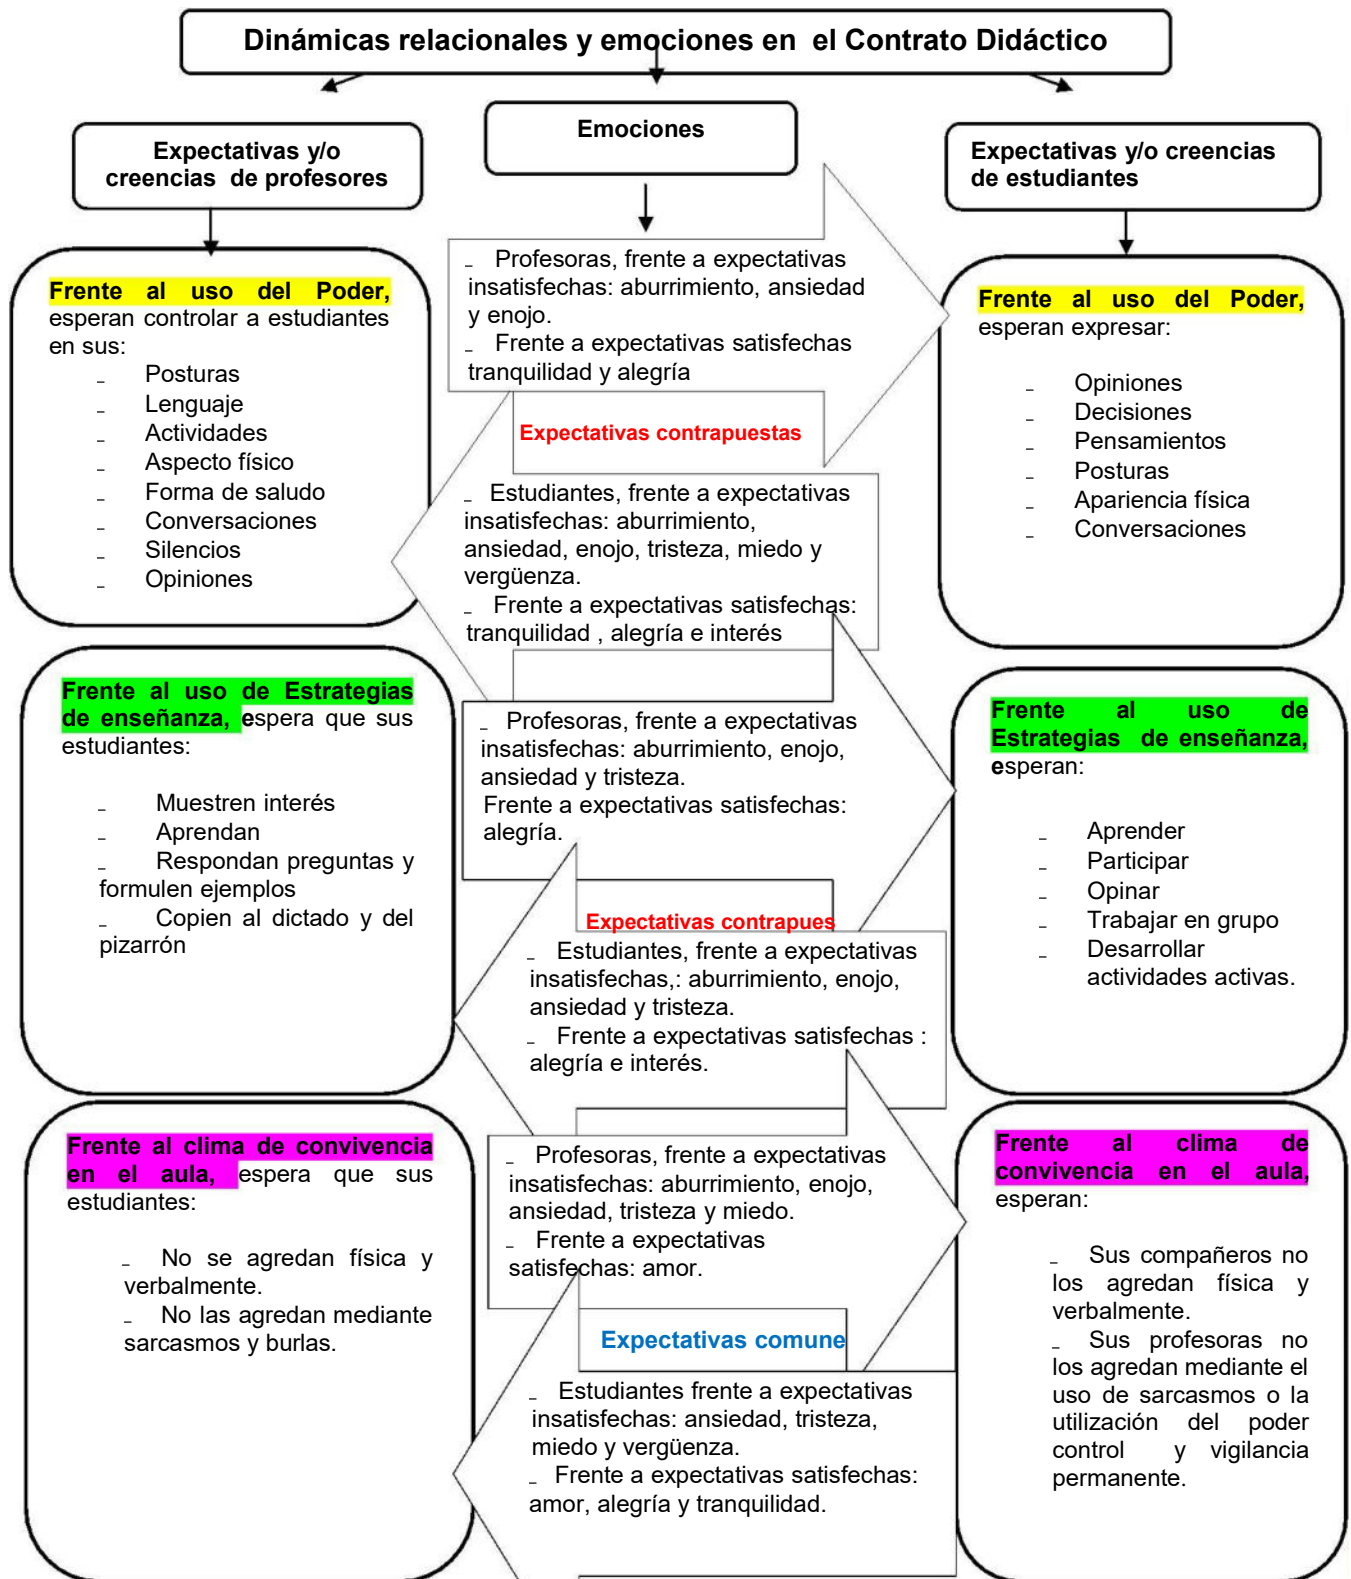 Dinámicas relacionales y emociones en el Contrato Didáctico
Expectativas y/o
creencias de profesores
Emociones
Expectativas y/o creencias
de estudiantes
Frente al uso del Poder,
esperan controlar a estudiantes
en sus:
_ Posturas
_ Lenguaje
_ Actividades
_ Aspecto físico
_ Forma de saludo
_ Conversaciones
_ Silencios
_ Opiniones
_ Profesoras, frente a expectativas
insatisfechas: aburrimiento, ansiedad
y enojo.
_ Frente a expectativas satisfechas
tranquilidad y alegría
Expectativas contrapuestas
_ Estudiantes, frente a expectativas
insatisfechas: aburrimiento,
ansiedad, enojo, tristeza, miedo y
vergüenza.
_ Frente a expectativas satisfechas:
tranquilidad , alegría e interés
Frente al uso del Poder,
esperan expresar:
_ Opiniones
_ Decisiones
_ Pensamientos
_ Posturas
_ Apariencia física
_ Conversaciones
Frente al uso de Estrategias
de enseñanza, espera que sus
estudiantes:
_ Muestren interés
_ Aprendan
_ Respondan preguntas y
formulen ejemplos
_ Copien al dictado y del
pizarrón
_ Profesoras, frente a expectativas
insatisfechas: aburrimiento, enojo,
ansiedad y tristeza.
Frente a expectativas satisfechas:
alegría.
Expectativas contrapues
_ Estudiantes, frente a expectativas
insatisfechas,: aburrimiento, enojo,
ansiedad y tristeza.
_ Frente a expectativas satisfechas :
alegría e interés.
Frente al uso de
Estrategias de enseñanza,
esperan:
_ Aprender
_ Participar
_ Opinar
_ Trabajar en grupo
_ Desarrollar
actividades activas.
Frente al clima de convivencia
en el aula, espera que sus
estudiantes:
_ No se agredan física y
verbalmente.
_ No las agredan mediante
sarcasmos y burlas.
_ Profesoras, frente a expectativas
insatisfechas: aburrimiento, enojo,
ansiedad, tristeza y miedo.
_ Frente a expectativas
satisfechas: amor.
Expectativas comune
_ Estudiantes frente a expectativas
insatisfechas: ansiedad, tristeza,
miedo y vergüenza.
_ Frente a expectativas satisfechas:
amor, alegría y tranquilidad.
Frente al clima de
convivencia en el aula,
esperan:
_ Sus compañeros no
los agredan física y
verbalmente.
_ Sus profesoras no
los agredan mediante el
uso de sarcasmos o la
utilización del poder
control y vigilancia
permanente.